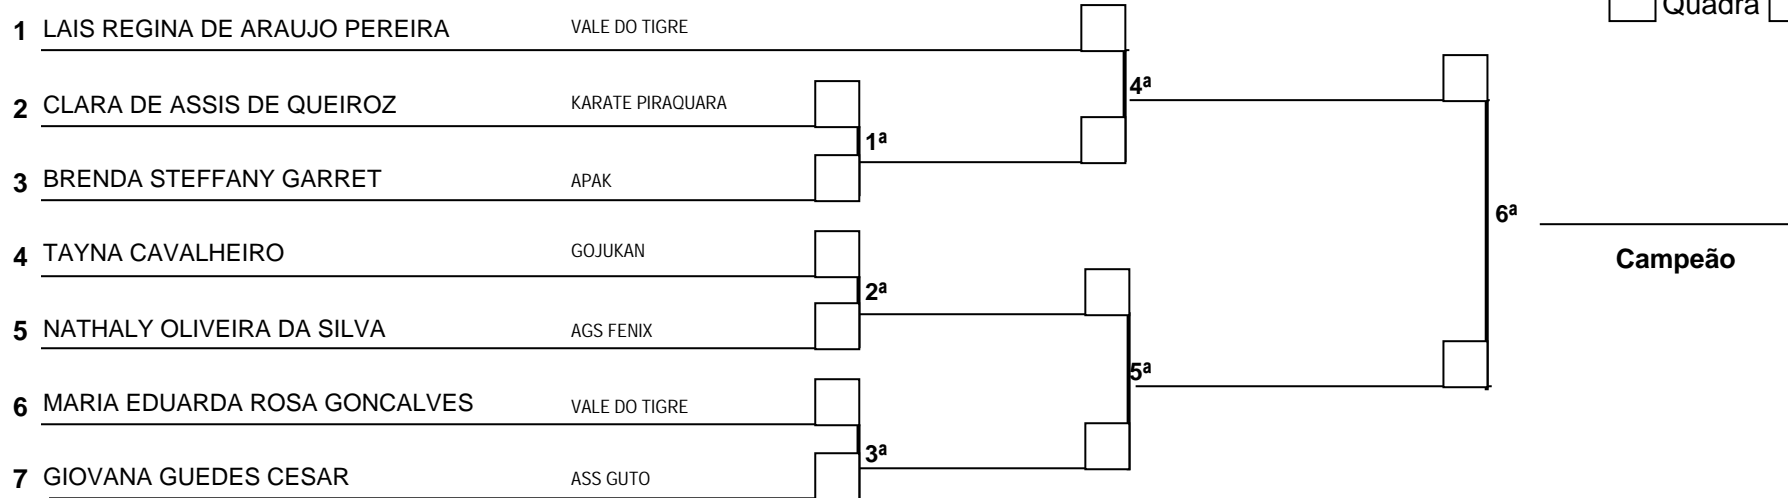 Quadra
1 LAIS REGINA DE ARAUJO PEREIRA VALE DO TIGRE
4ª
2 CLARA DE ASSIS DE QUEIROZ KARATE PIRAQUARA
1ª
3 BRENDA STEFFANY GARRET APAK
6ª
4 TAYNA CAVALHEIRO GOJUKAN
Campeão
2ª
5 NATHALY OLIVEIRA DA SILVA AGS FENIX
5ª
6 MARIA EDUARDA ROSA GONCALVES VALE DO TIGRE
3ª
7 GIOVANA GUEDES CESAR ASS GUTO